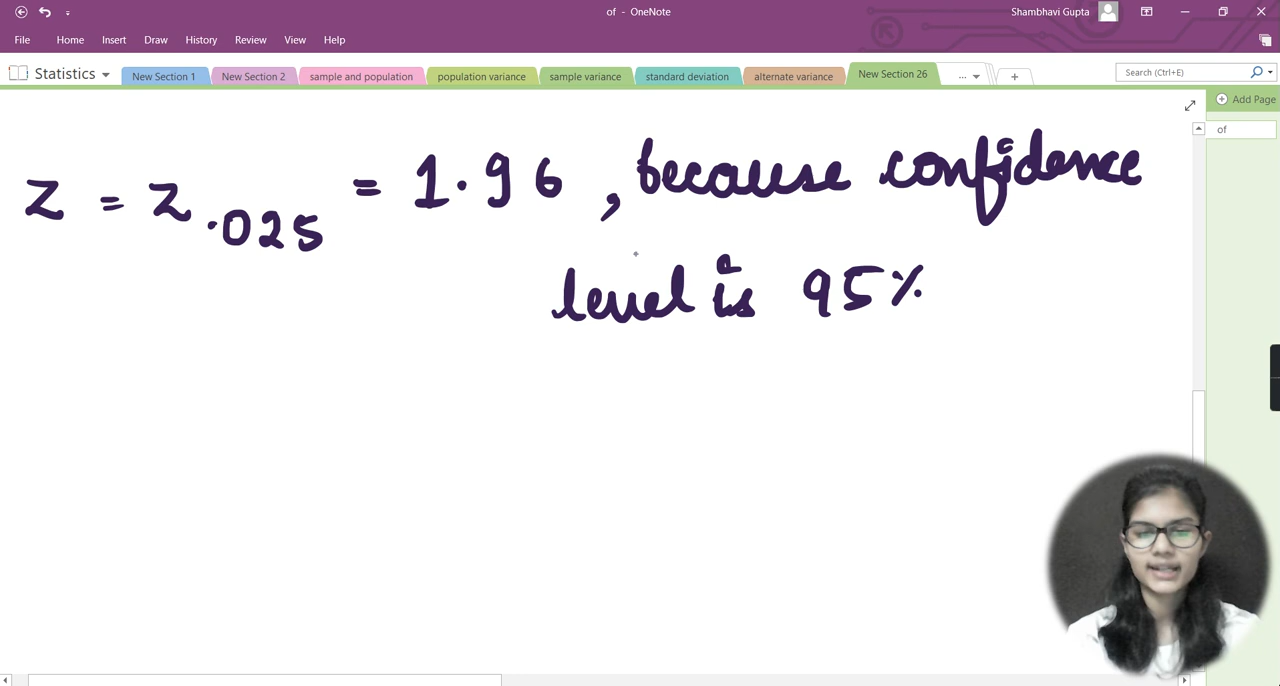 of - OneNote
Shambhavi Gupta
File Home Insert Draw History Review View Help
Statistics New Section 1 New Section 2 sample and population population variance sample variance standard deviation alternate variance New Section 26 ... +
Search (Ctrl+E)
Add Page
of
z = z .025 = 1.96 , because confidence
level is 95%